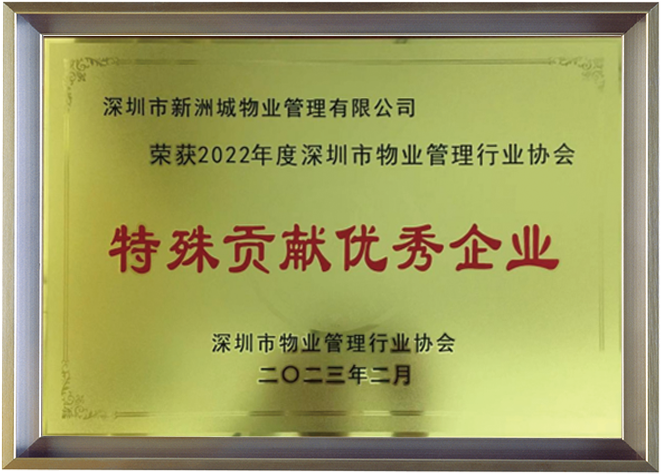 深圳市新洲城物业管理有限公司
荣获2022年度深圳市物业管理行业协会
特殊贡献优秀企业
深圳市物业管理行业协会
二〇二三年二月